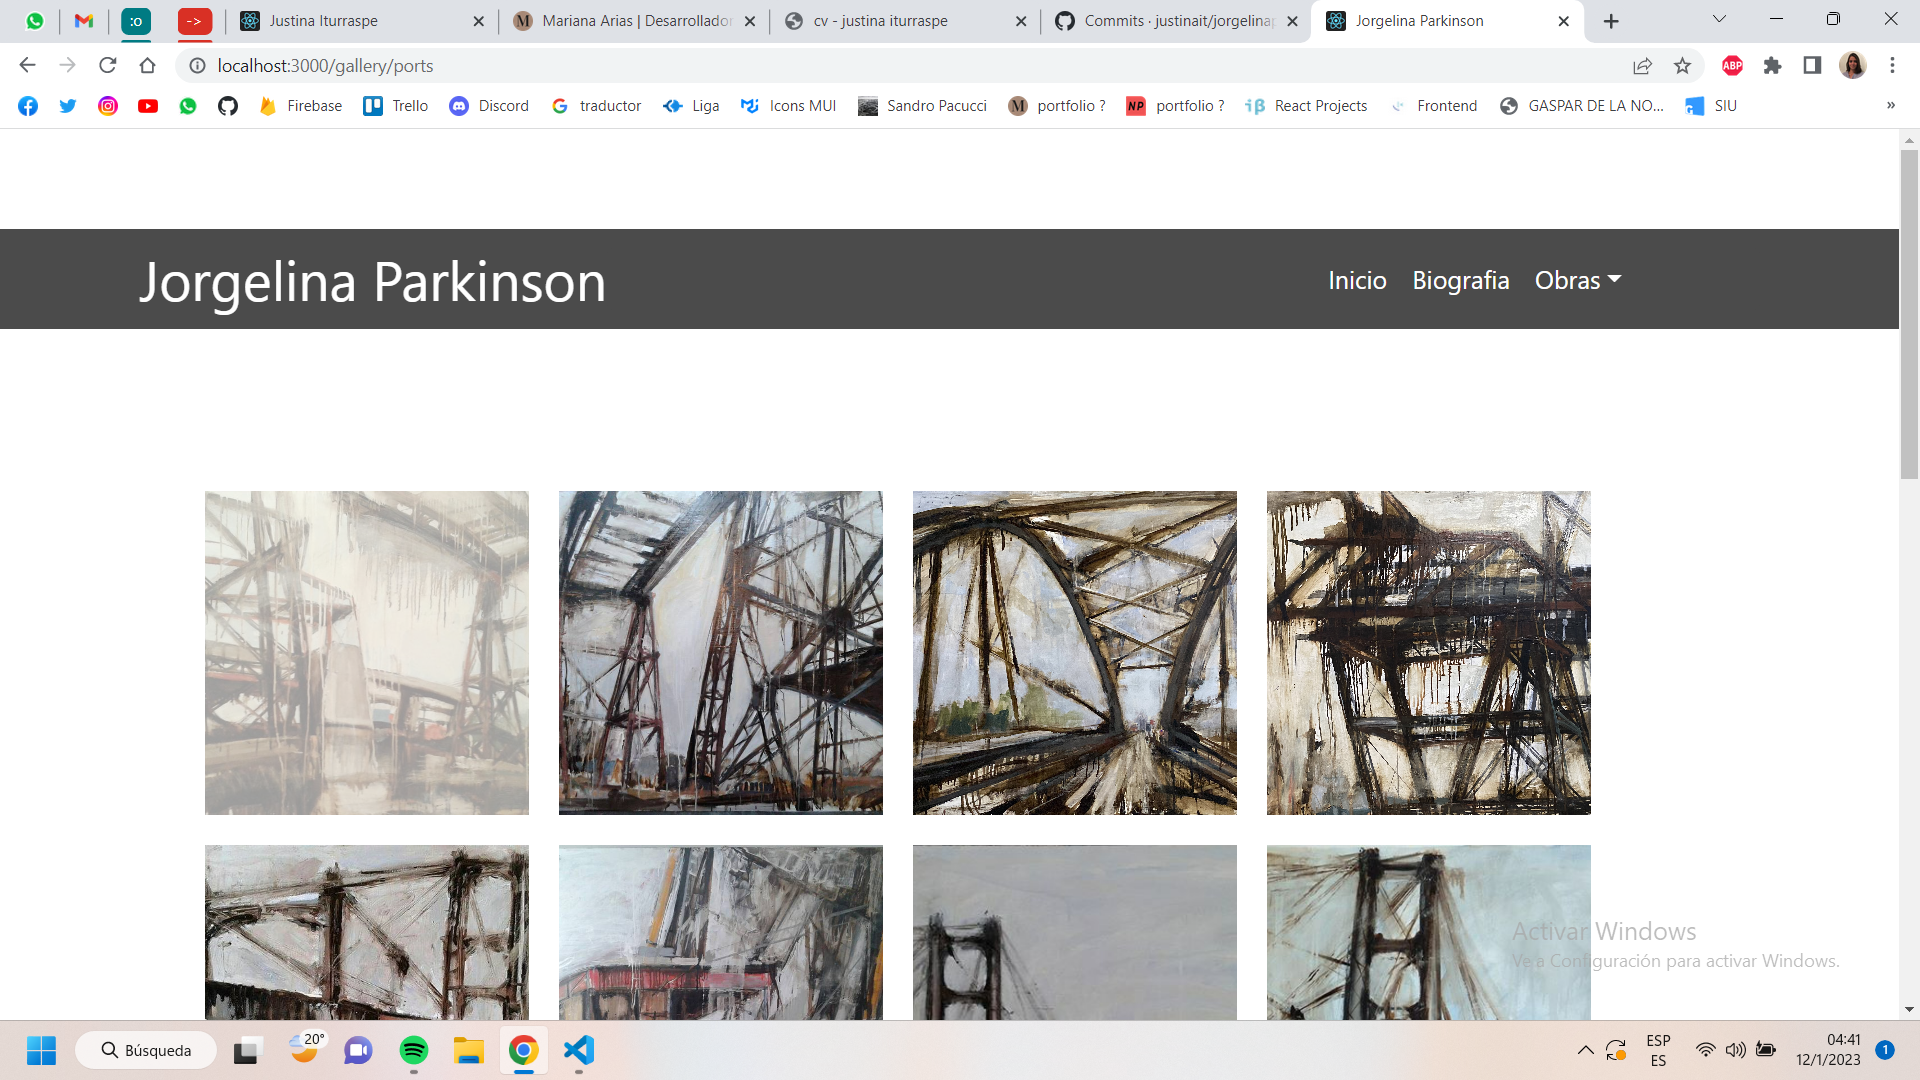 :o
->
Justina Iturraspe
Mariana Arias | Desarrollador
cv - justina iturraspe
Commits · justinait/jorgelinap
Jorgelina Parkinson
localhost:3000/gallery/ports
ABP
Firebase
Trello
Discord
traductor
Liga
Icons MUI
Sandro Pacucci
M
portfolio ?
NP
portfolio ?
React Projects
Frontend
GASPAR DE LA NO...
SIU
»
Jorgelina Parkinson
Inicio
Biografia
Obras
Activar Windows
Ve a Configuración para activar Windows.
Búsqueda
20°
ESP
ES
04:41
12/1/2023
1